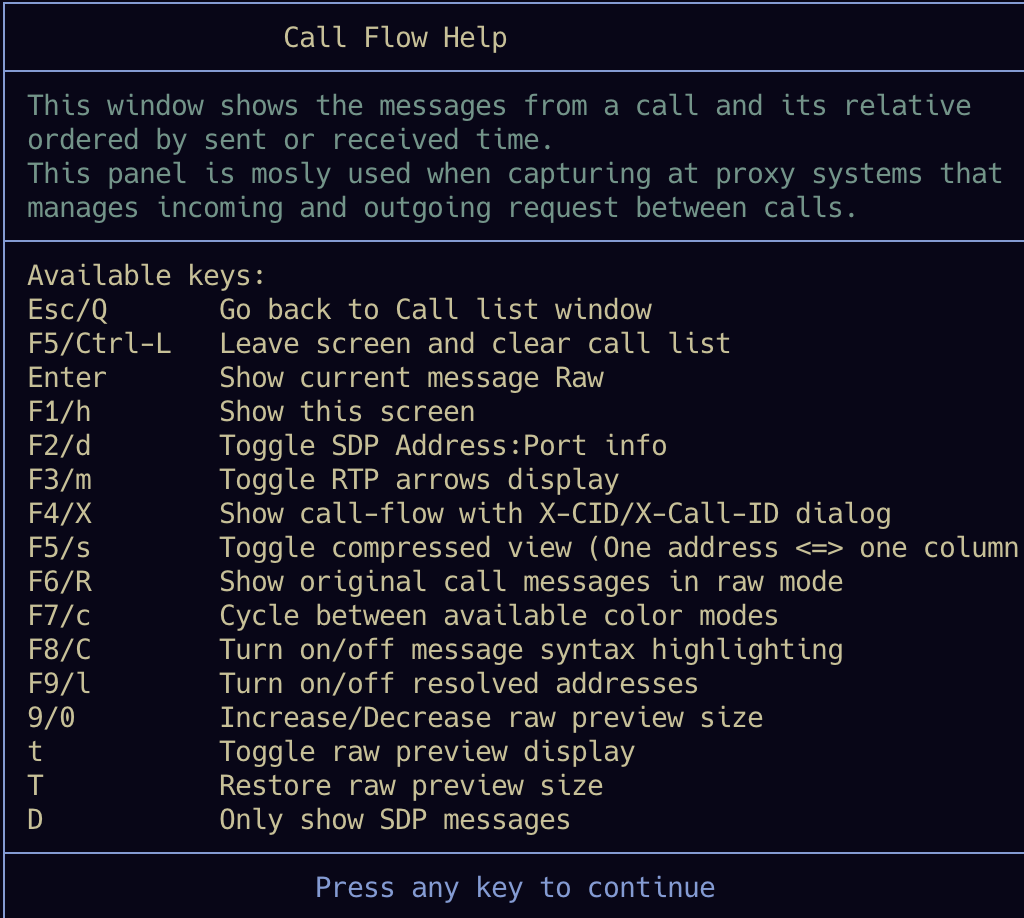 Call Flow Help
This window shows the messages from a call and its relative
ordered by sent or received time.
This panel is mosly used when capturing at proxy systems that
manages incoming and outgoing request between calls.
Available keys:
Esc/Q Go back to Call list window
F5/Ctrl-L Leave screen and clear call list
Enter Show current message Raw
F1/h Show this screen
F2/d Toggle SDP Address:Port info
F3/m Toggle RTP arrows display
F4/X Show call-flow with X-CID/X-Call-ID dialog
F5/s Toggle compressed view (One address <=> one column
F6/R Show original call messages in raw mode
F7/c Cycle between available color modes
F8/C Turn on/off message syntax highlighting
F9/l Turn on/off resolved addresses
9/0 Increase/Decrease raw preview size
t Toggle raw preview display
T Restore raw preview size
D Only show SDP messages
Press any key to continue